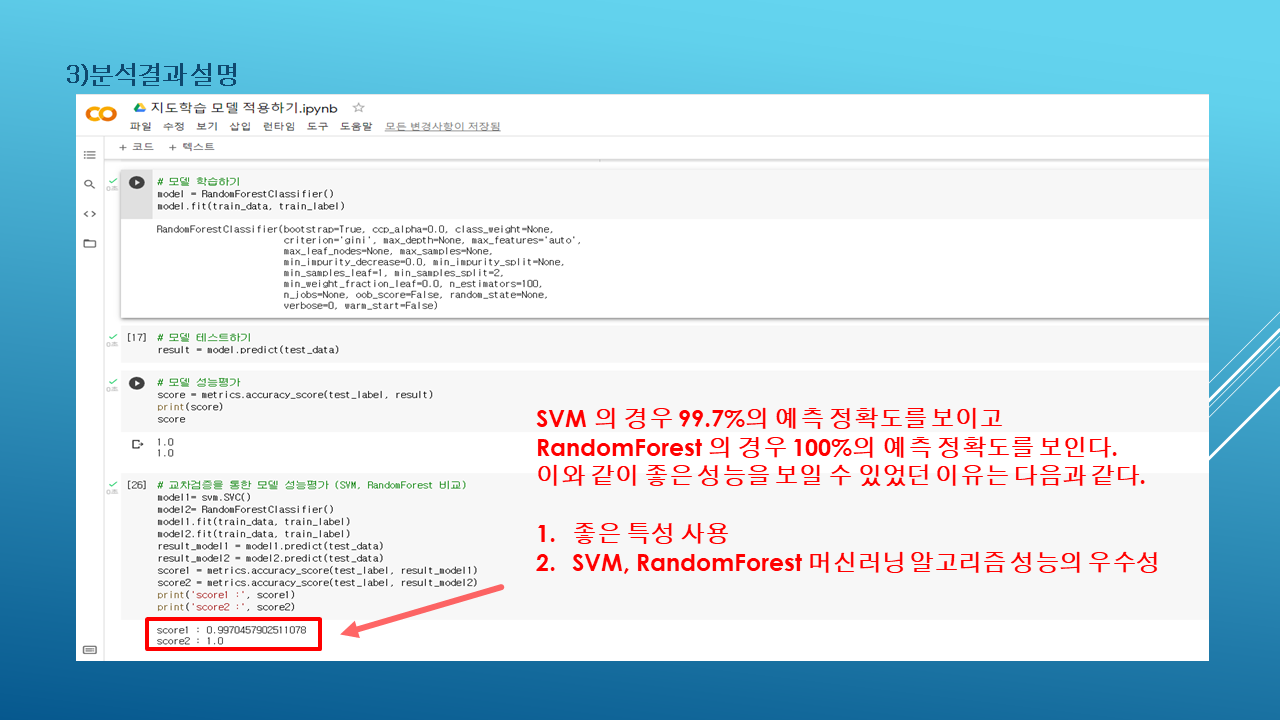 3)분석결과 설명
지도학습 모델 적용하기.ipynb
파일 수정 보기 삽입 런타임 도구 도움말 모든 변경사항이 저장됨
+ 코드 + 텍스트
# 모델 학습하기
model = RandomForestClassifier()
model.fit(train_data, train_label)
RandomForestClassifier(bootstrap=True, ccp_alpha=0.0, class_weight=None,
criterion='gini', max_depth=None, max_features='auto',
max_leaf_nodes=None, max_samples=None,
min_impurity_decrease=0.0, min_impurity_split=None,
min_samples_leaf=1, min_samples_split=2,
min_weight_fraction_leaf=0.0, n_estimators=100,
n_jobs=None, oob_score=False, random_state=None,
verbose=0, warm_start=False)
[17] # 모델 테스트하기
result = model.predict(test_data)
# 모델 성능평가
score = metrics.accuracy_score(test_label, result)
print(score)
score
1.0
1.0
[26] # 교차검증을 통한 모델 성능평가 (SVM, RandomForest 비교)
model1= svm.SVC()
model2= RandomForestClassifier()
model1.fit(train_data, train_label)
model2.fit(train_data, train_label)
result_model1 = model1.predict(test_data)
result_model2 = model2.predict(test_data)
score1 = metrics.accuracy_score(test_label, result_model1)
score2 = metrics.accuracy_score(test_label, result_model2)
print('score1 :', score1)
print('score2 :', score2)
score1 : 0.9970457902511078
score2 : 1.0
SVM 의 경우 99.7%의 예측 정확도를 보이고
RandomForest 의 경우 100%의 예측 정확도를 보인다.
이와 같이 좋은 성능을 보일 수 있었던 이유는 다음과 같다.
1. 좋은 특성 사용
2. SVM, RandomForest 머신러닝 알고리즘 성능의 우수성